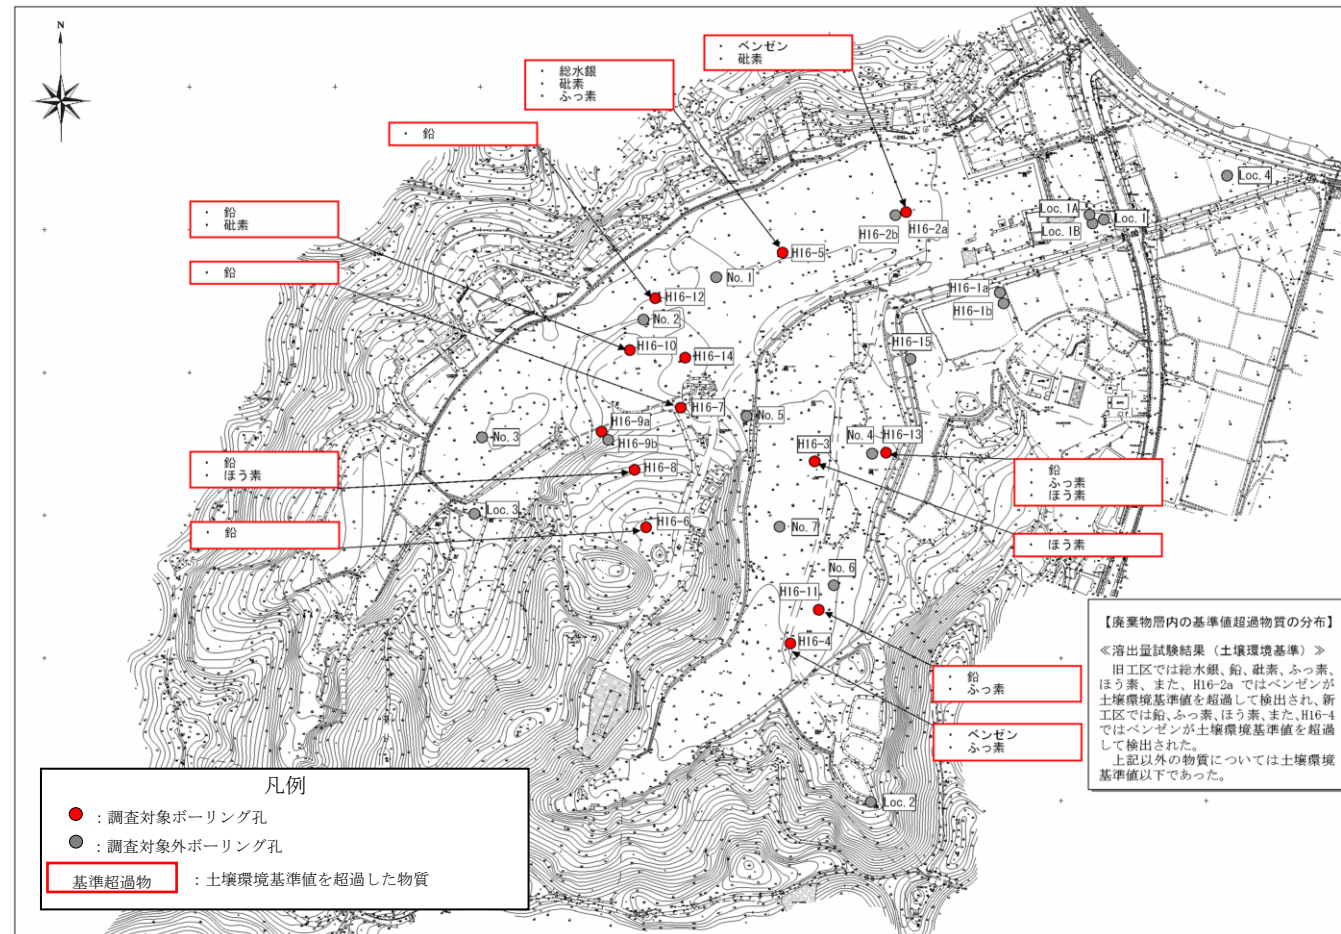 N
・ ベンゼン
・ 砒素
・ 総水銀
・ 砒素
・ ふっ素
・ 鉛
・ 鉛
・ 砒素
・ 鉛
・ 鉛
・ ほう素
・ 鉛
・ 鉛
・ ふっ素
・ ほう素
・ ほう素
・ 鉛
・ ふっ素
・ ベンゼン
・ ふっ素
Loc. 4
Loc. 1A
Loc. 1
Loc. 1B
H16-2b
H16-2a
H16-5
No. 1
H16-1a
H16-1b
H16-12
No. 2
H16-10
H16-14
H16-15
H16-7
No. 5
H16-9a
H16-9b
No. 3
H16-3
No. 4
H16-13
H16-8
Loc. 3
H16-6
No. 7
No. 6
H16-11
H16-4
Loc. 2
【廃棄物層内の基準値超過物質の分布】
≪溶出量試験結果（土壌環境基準）≫
旧工区では総水銀、鉛、砒素、ふっ素、
ほう素、また、H16-2a ではベンゼンが
土壌環境基準値を超過して検出され、新
工区では鉛、ふっ素、ほう素、また、H16-4
ではベンゼンが土壌環境基準値を超過
して検出された。
上記以外の物質については土壌環境
基準値以下であった。
凡例
：調査対象ボーリング孔
：調査対象外ボーリング孔
基準超過物 ：土壌環境基準値を超過した物質